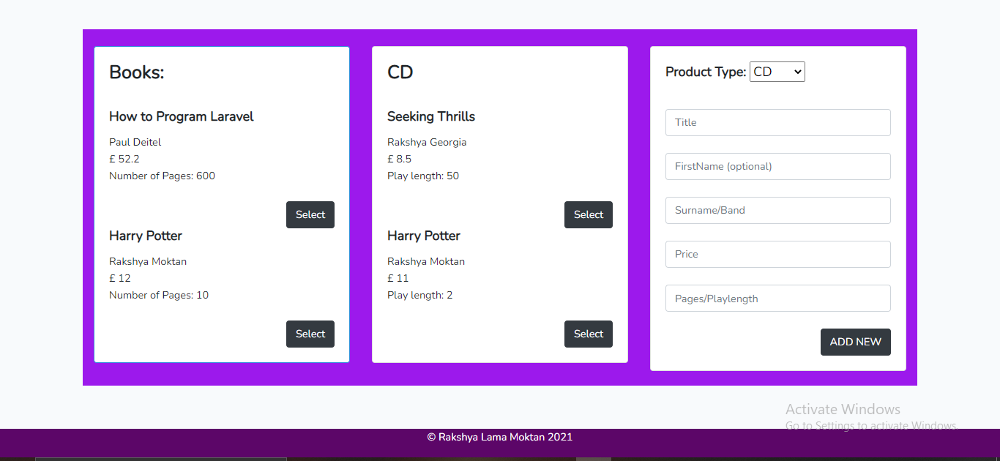 Books:
How to Program Laravel
Paul Deitel
£ 52.2
Number of Pages: 600
Select
Harry Potter
Rakshya Moktan
£ 12
Number of Pages: 10
Select
CD
Seeking Thrills
Rakshya Georgia
£ 8.5
Play length: 50
Select
Harry Potter
Rakshya Moktan
£ 11
Play length: 2
Select
Product Type: CD
Title
FirstName (optional)
Surname/Band
Price
Pages/Playlength
ADD NEW
Activate Windows
Go to Settings to activate Windows.
© Rakshya Lama Moktan 2021